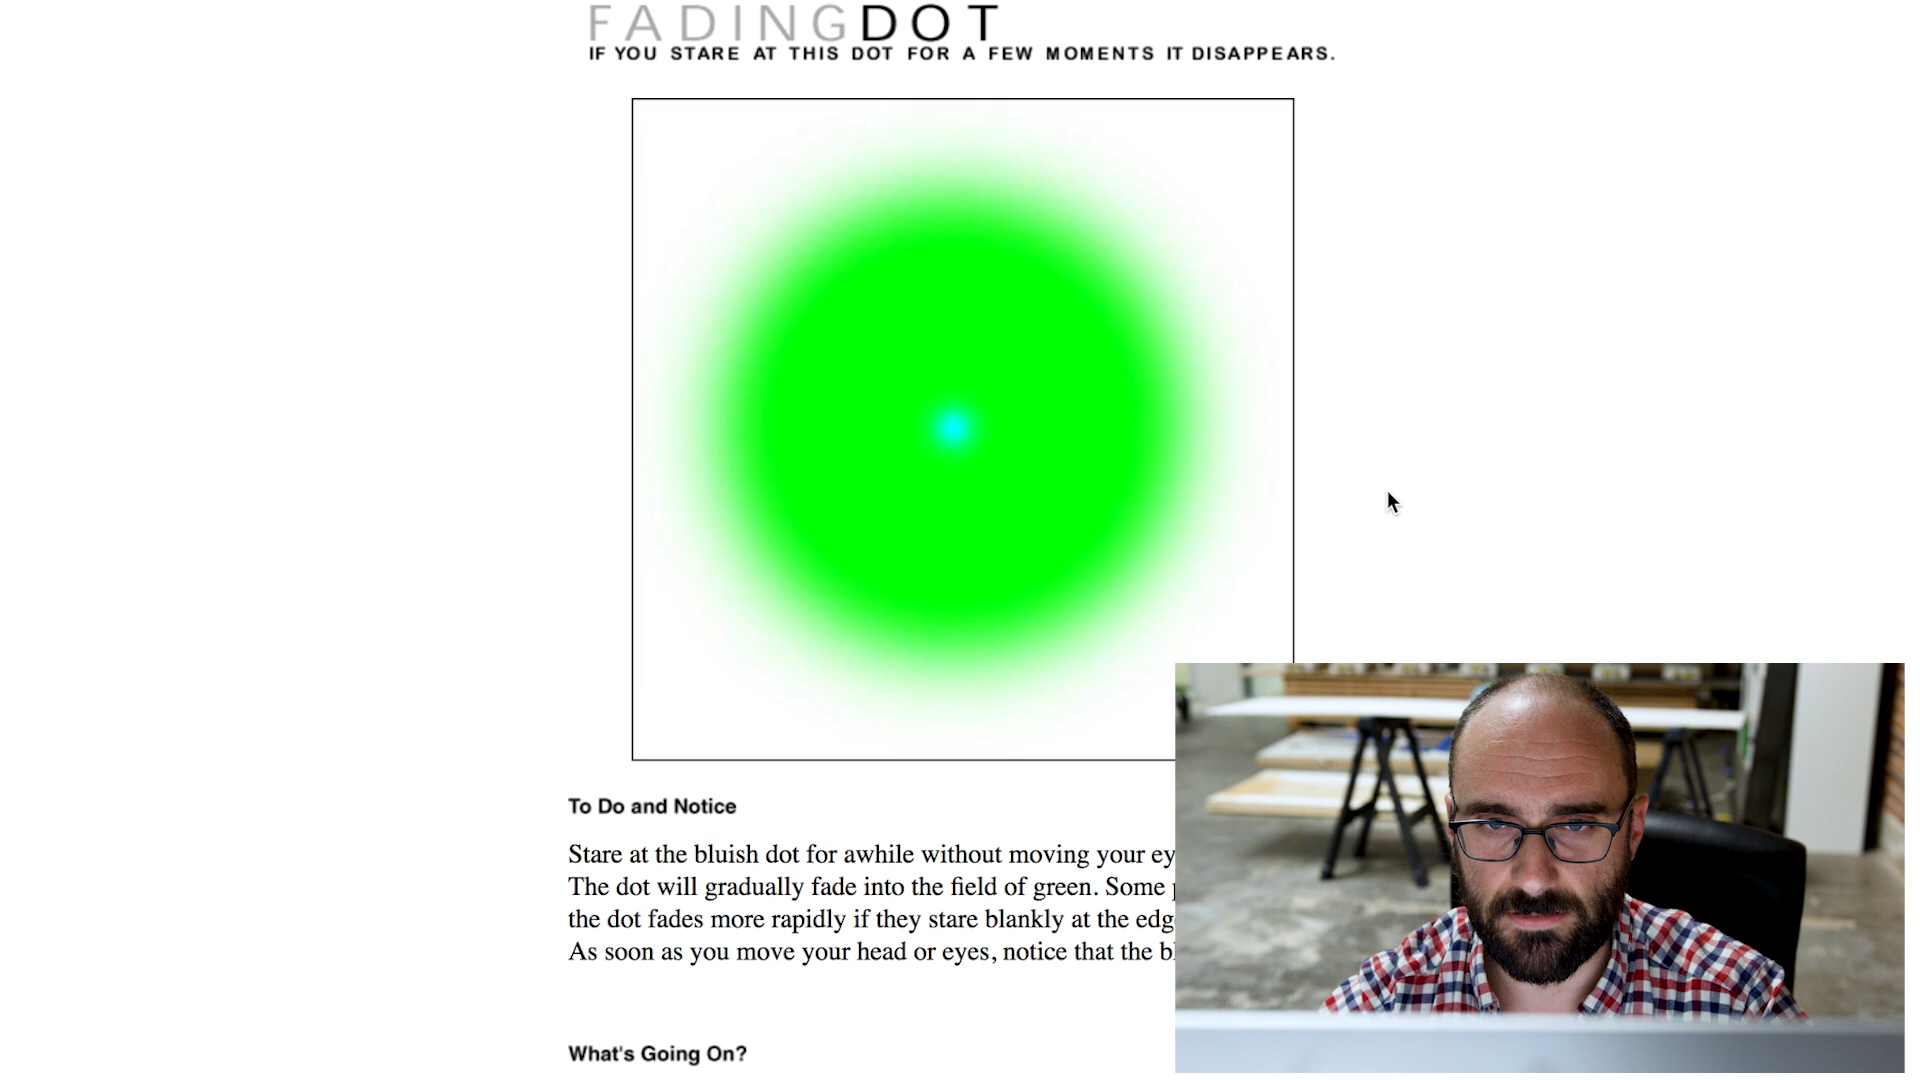 FADINGDOT
IF YOU STARE AT THIS DOT FOR A FEW MOMENTS IT DISAPPEARS.
To Do and Notice
Stare at the bluish dot for awhile without moving your
The dot will gradually fade into the field of green. Some
the dot fades more rapidly if they stare blankly at the
As soon as you move your head or eyes, notice that the
What's Going On?